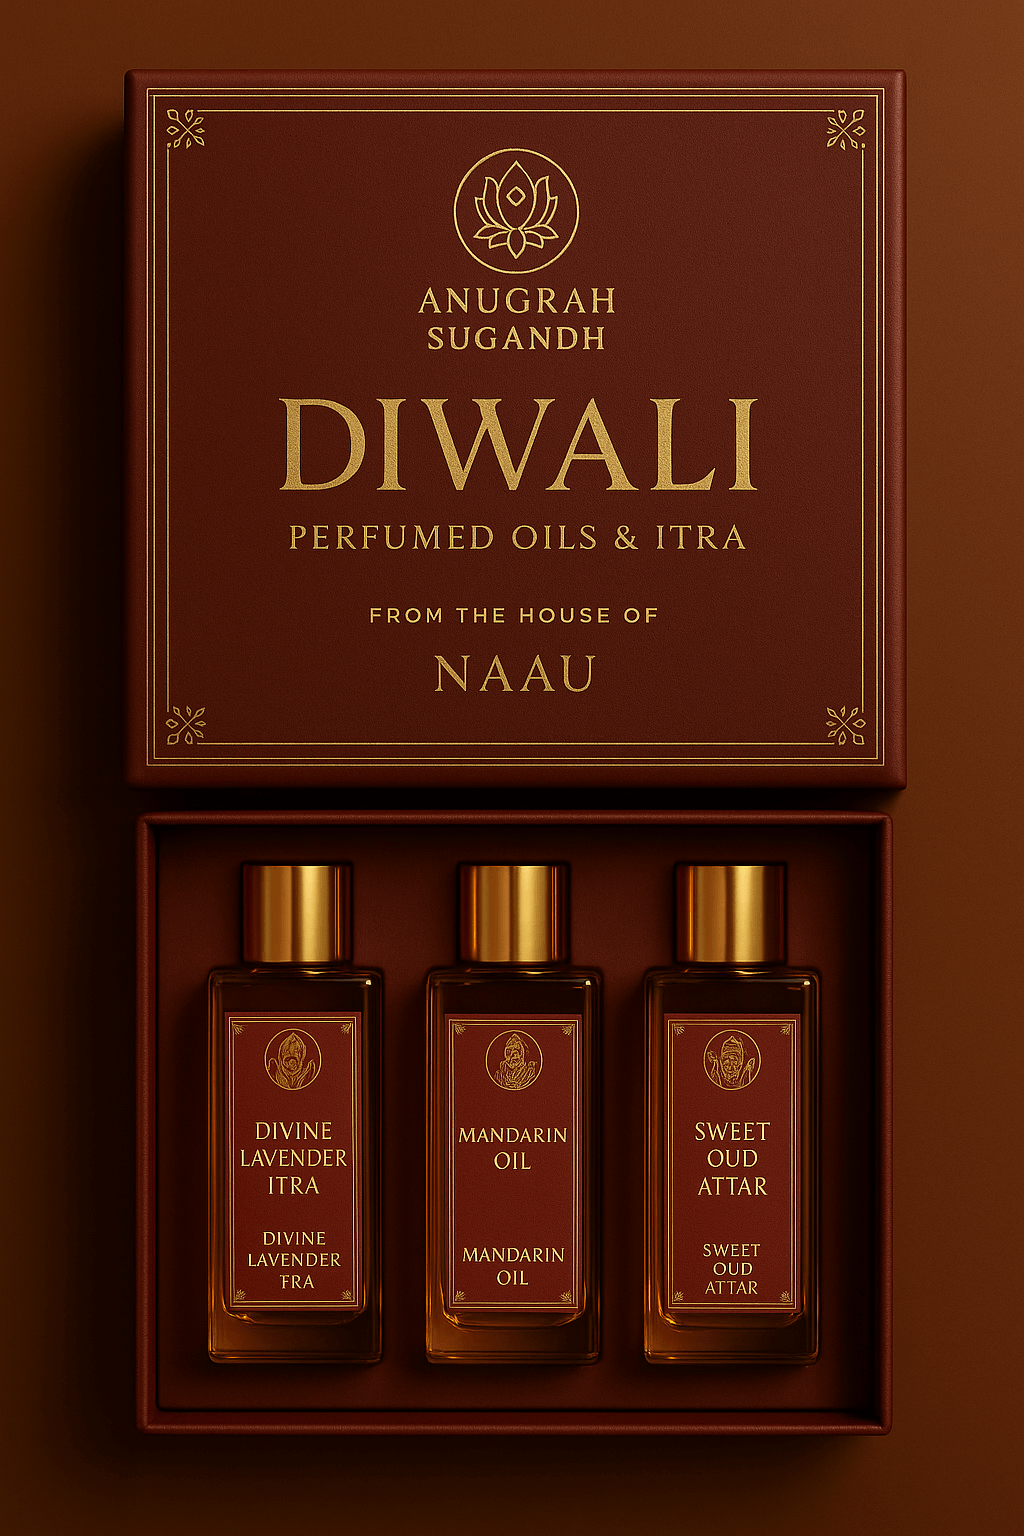 ANUGRAH
SUGANDH
DIWALI
PERFUMED OILS & ITRA
FROM THE HOUSE OF
NAAU
DIVINE
LAVENDER
ITRA
DIVINE
LAVENDER
FRA
MANDARIN
OIL
MANDARIN
OIL
SWEET
OUD
ATTAR
SWEET
OUD
ATTAR